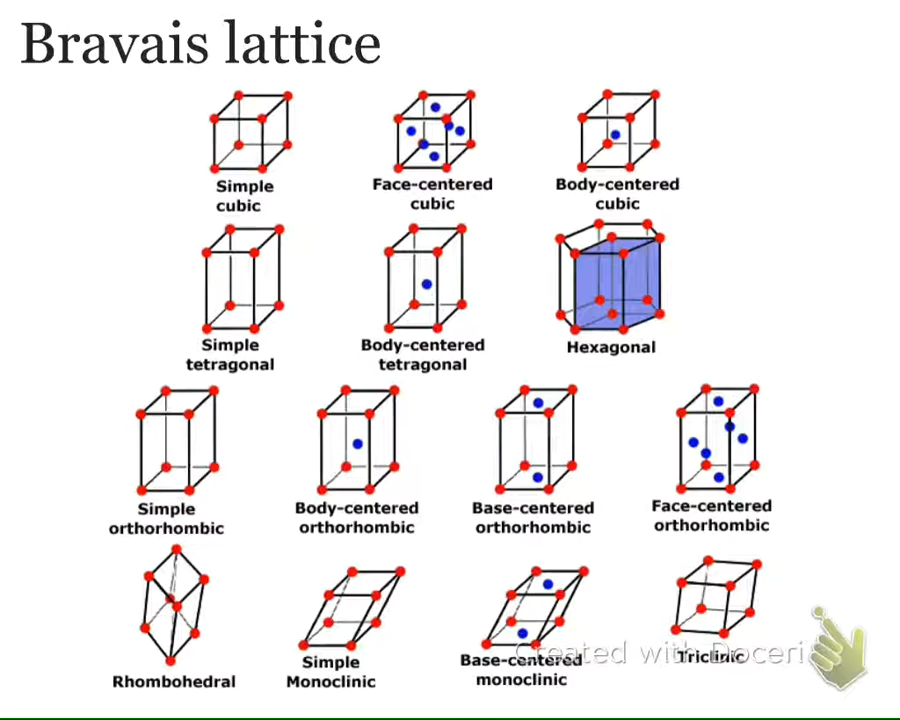 Bravais lattice
Simple
cubic
Face-centered
cubic
Body-centered
cubic
Simple
tetragonal
Body-centered
tetragonal
Hexagonal
Simple
orthorhombic
Body-centered
orthorhombic
Base-centered
orthorhombic
Face-centered
orthorhombic
Rhombohedral
Simple
Monoclinic
Base-centered
monoclinic
Triclinic
Created with Doceri